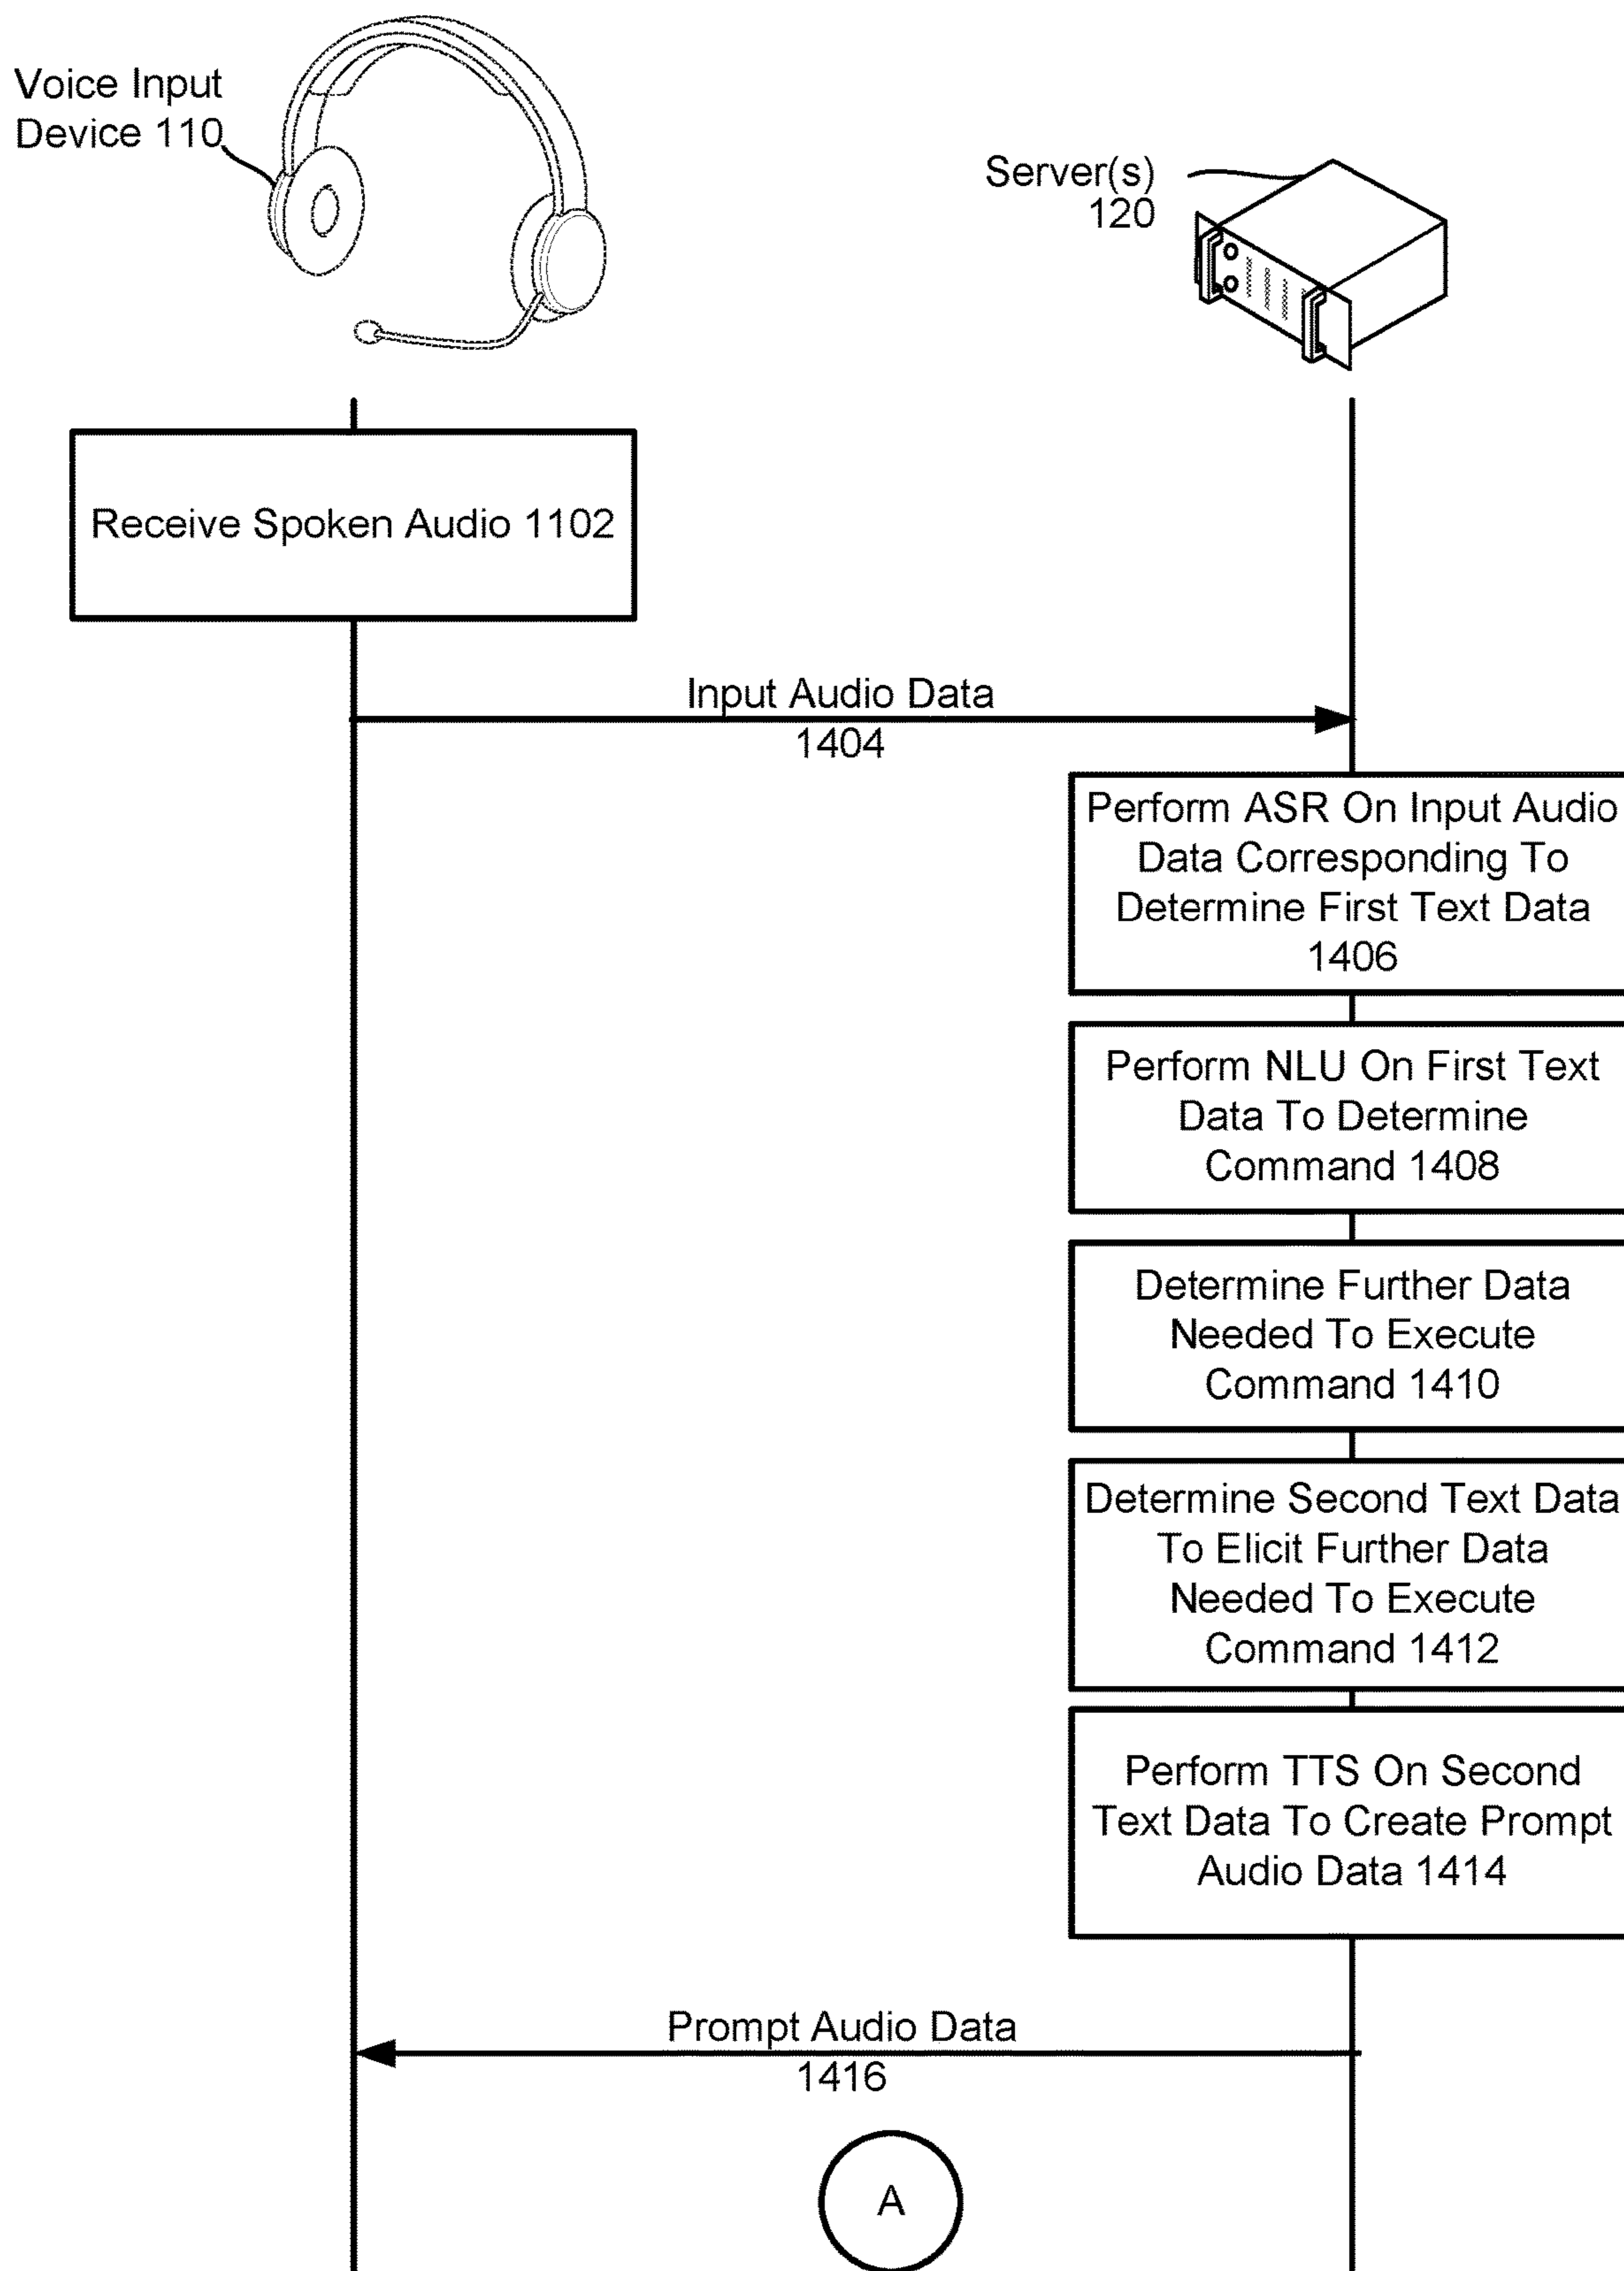 Voice Input
Device 110
Server(s)
120
Receive Spoken Audio 1102
Input Audio Data
1404
Perform ASR On Input Audio
Data Corresponding To
Determine First Text Data
1406
Perform NLU On First Text
Data To Determine
Command 1408
Determine Further Data
Needed To Execute
Command 1410
Determine Second Text Data
To Elicit Further Data
Needed To Execute
Command 1412
Perform TTS On Second
Text Data To Create Prompt
Audio Data 1414
Prompt Audio Data
1416
A